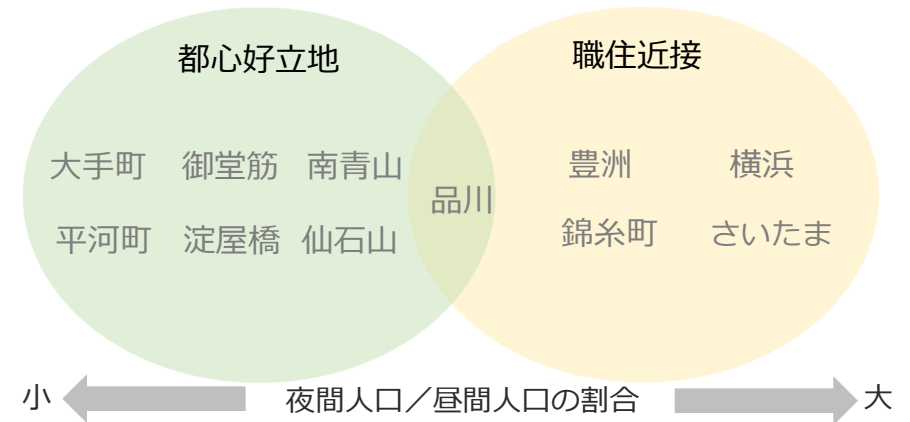 都心好立地
職住近接
大手町 御堂筋 南青山
品川
豊洲 横浜
平河町 淀屋橋 仙石山
錦糸町 さいたま
小 夜間人口／昼間人口の割合 大